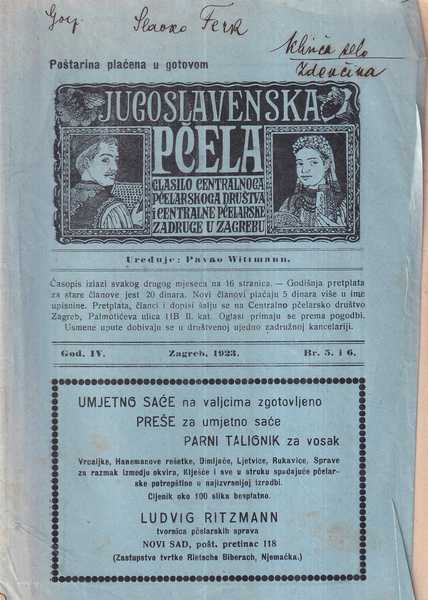 Gosp. Slavko Ferk
Klinča selo
Zdenčina
Poštarina plaćena u gotovom
JUGOSLAVENSKA
PČELA
GLASILO CENTRALNOGA
PČELARSKOGA DRUŠTVA
I CENTRALNE PČELARSKE
ZADRUGE U ZAGREBU
Uređuje: Pavao Wittmann.
Časopis izlazi svakog drugog mjeseca na 16 stranica. — Godišnja pretplata
za stare članove jest 20 dinara. Novi članovi plaćaju 5 dinara više u ime
upisnine. Pretplata, članci i dopisi šalju se na Centralno pčelarsko društvo
Zagreb, Palmotićeva ulica 11B II. kat. Oglasi primaju se prema pogodbi.
Usmene upute dobivaju se u društvenoj ujedno zadružnoj kancelariji.
God. IV. Zagreb, 1923. Br. 5. i 6.
UMJETNO SAĆE na valjcima zgotovljeno
PREŠE za umjetno saće
PARNI TALIONIK za vosak
Vrcaljke, Hanemanove rešetke, Dimljače, Ljetvice, Rukavice, Sprave
za razmak između okvira, Kliješće i sve u struku spadajuće pčelar-
ske potrepštine u najizvrsnijoj izradbi.
Cijenik oko 100 slika besplatno.
LUDVIG RITZMANN
tvornica pčelarskih sprava
NOVI SAD, pošt. pretinac 118
(Zastupstvo tvrtke Rietsche Biberach, Njemačka.)